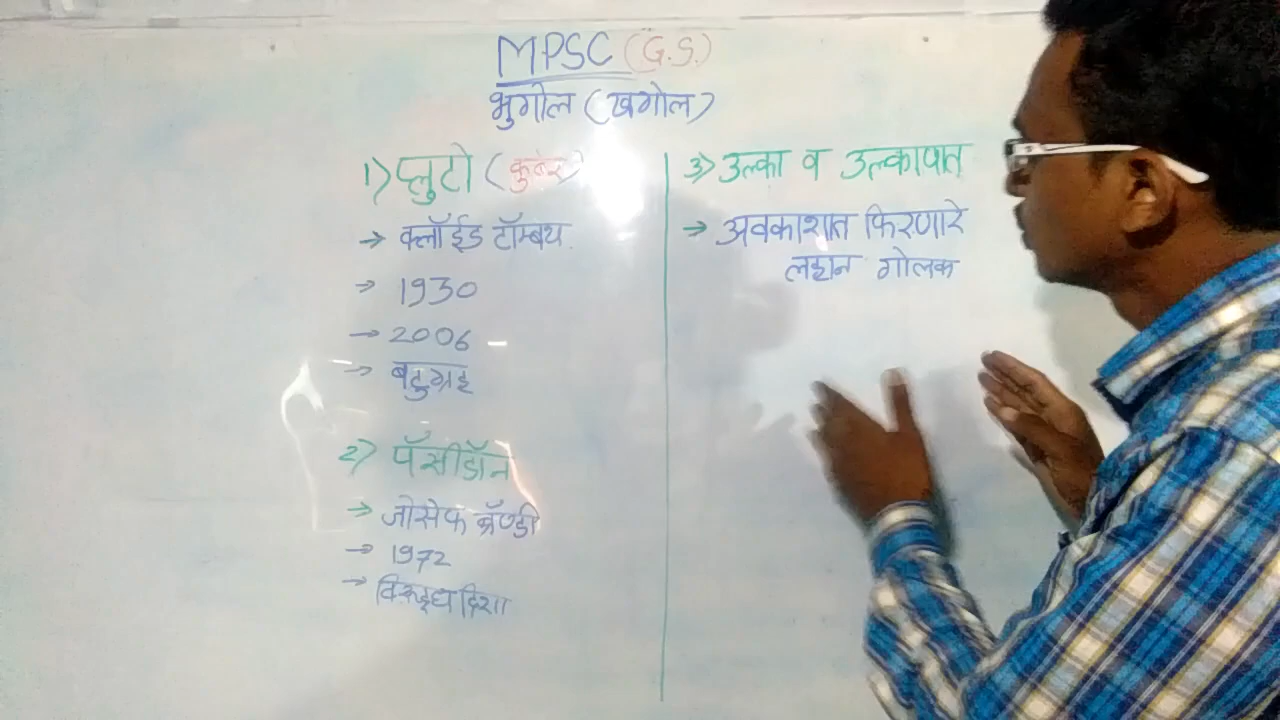 MPSC (G.S.)
भुगोल (खगोल)
1) प्लुटो (कुबेर)
→ क्लॉईड टॉम्बय.
→ 1930
→ 2006 -
→ बटुग्रह
2) पॅसीडॉन
→ जोसेफ ब्रॅण्डी
→ 1972
→ विरूद्ध दिशा
3) उल्का व उल्कापात
→ अवकाशात फिरणारे
लहान गोलक